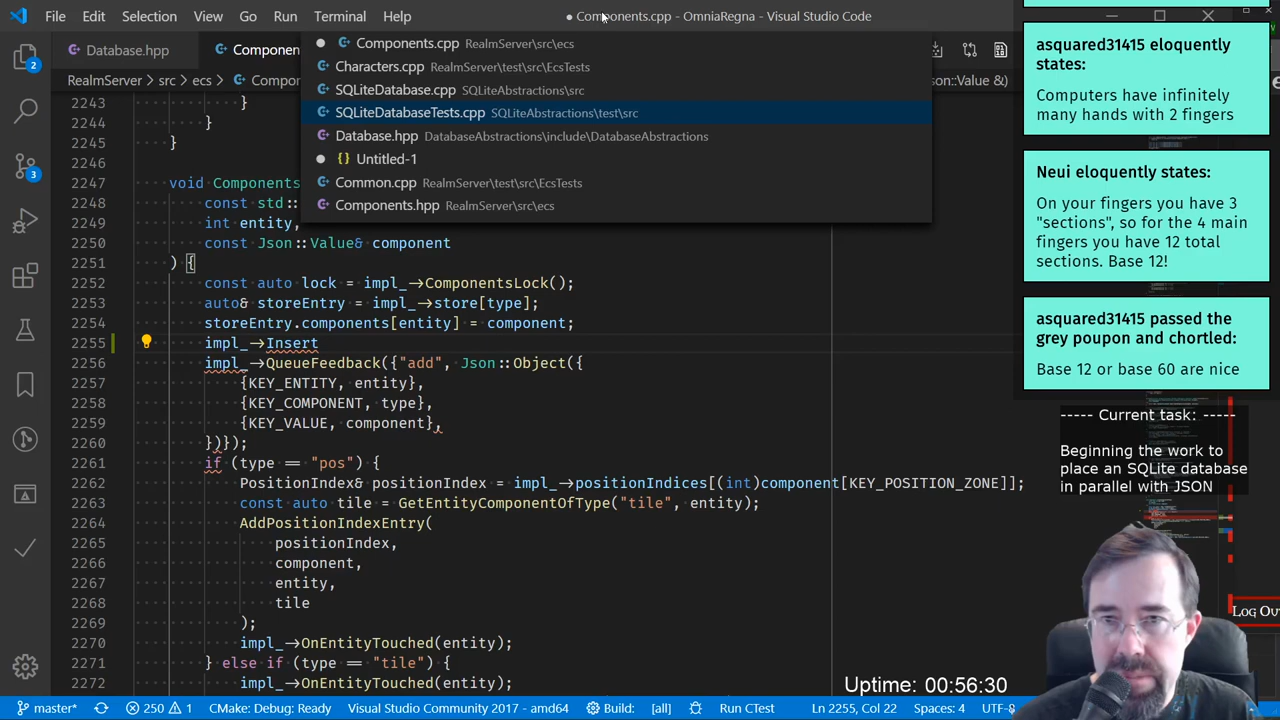 File Edit Selection View Go Run Terminal Help
● Components.cpp - OmniaRegna - Visual Studio Code
Database.hpp
Componen
Components.cpp RealmServer\src\ecs
Characters.cpp RealmServer\test\src\EcsTests
SQLiteDatabase.cpp SQLiteAbstractions\src
SQLiteDatabaseTests.cpp SQLiteAbstractions\test\src
Database.hpp DatabaseAbstractions\include\DatabaseAbstractions
{} Untitled-1
Common.cpp RealmServer\test\src\EcsTests
Components.hpp RealmServer\src\ecs
RealmServer > src > ecs > Compon
son::Value &)
2243 }
2244 }
2245 }
2246
2247 void Components
2248 const std::
2249 int entity,
2250 const Json::Value& component
2251 ) {
2252 const auto lock = impl_->ComponentsLock();
2253 auto& storeEntry = impl_->store[type];
2254 storeEntry.components[entity] = component;
2255 impl_->Insert
2256 impl_->QueueFeedback({"add", Json::Object({
2257 {KEY_ENTITY, entity},
2258 {KEY_COMPONENT, type},
2259 {KEY_VALUE, component},
2260 })});
2261 if (type == "pos") {
2262 PositionIndex& positionIndex = impl_->positionIndices[(int)component[KEY_POSITION_ZONE]];
2263 const auto tile = GetEntityComponentOfType("tile", entity);
2264 AddPositionIndexEntry(
2265 positionIndex,
2266 component,
2267 entity,
2268 tile
2269 );
2270 impl_->OnEntityTouched(entity);
2271 } else if (type == "tile") {
2272 impl_->OnEntityTouched(entity);
asquared31415 eloquently
states:
Computers have infinitely
many hands with 2 fingers
Neui eloquently states:
On your fingers you have 3
"sections", so for the 4 main
fingers you have 12 total
sections. Base 12!
asquared31415 passed the
grey poupon and chortled:
Base 12 or base 60 are nice
----- Current task: -----
Beginning the work to
place an SQLite database
in parallel with JSON
Log Ou
Uptime: 00:56:30
2
3
master* 250 1 CMake: Debug: Ready Visual Studio Community 2017 - amd64 Build: [all] Run CTest Ln 2255, Col 22 Spaces: 4 UTF-8